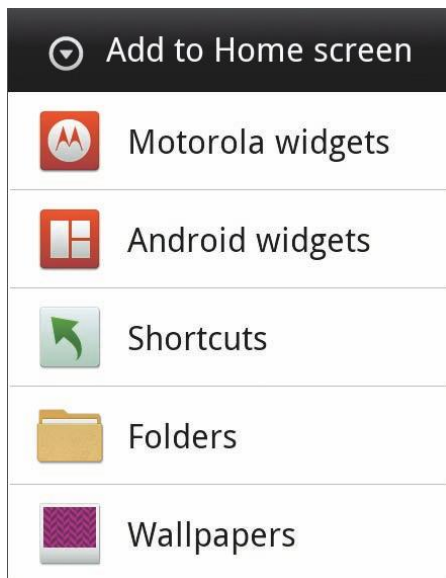 Add to Home screen
Motorola widgets
Android widgets
Shortcuts
Folders
Wallpapers